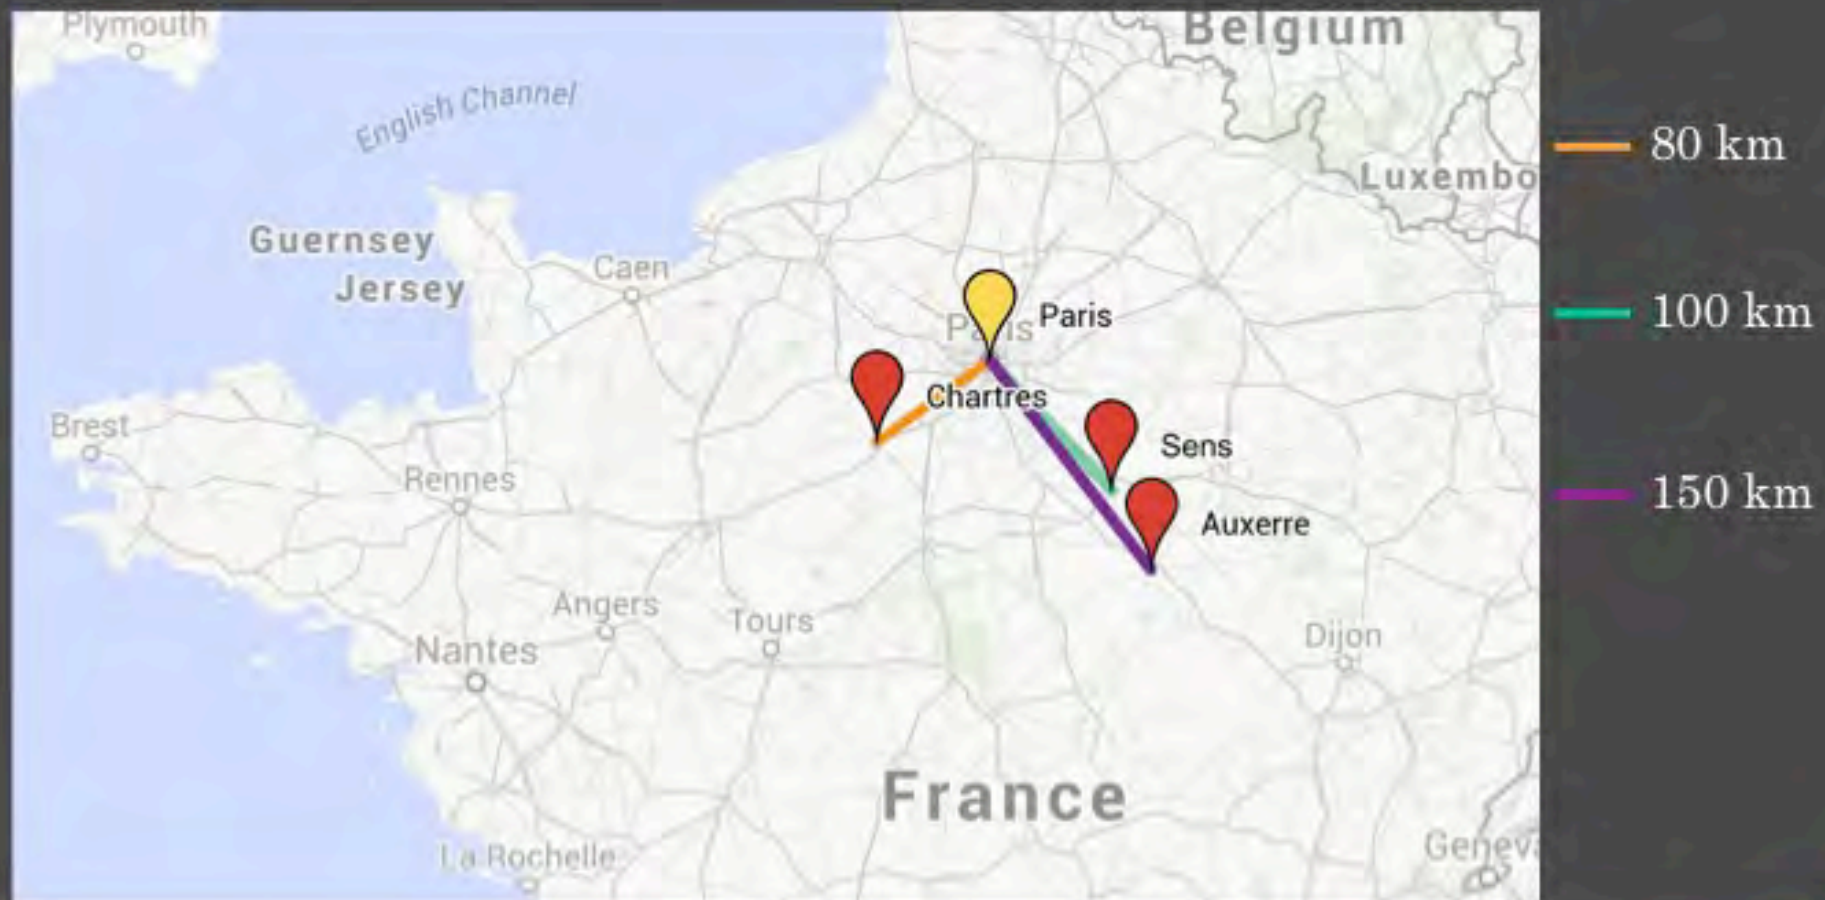 Plymouth
Belgium
English Channel
80 km
Luxembo
Guernsey
Caen
Jersey
Paris
Paris
100 km
Chartres
Brest
Sens
Rennes
150 km
Auxerre
Angers
Tours
Dijon
Nantes
France
La Rochelle
Geneva